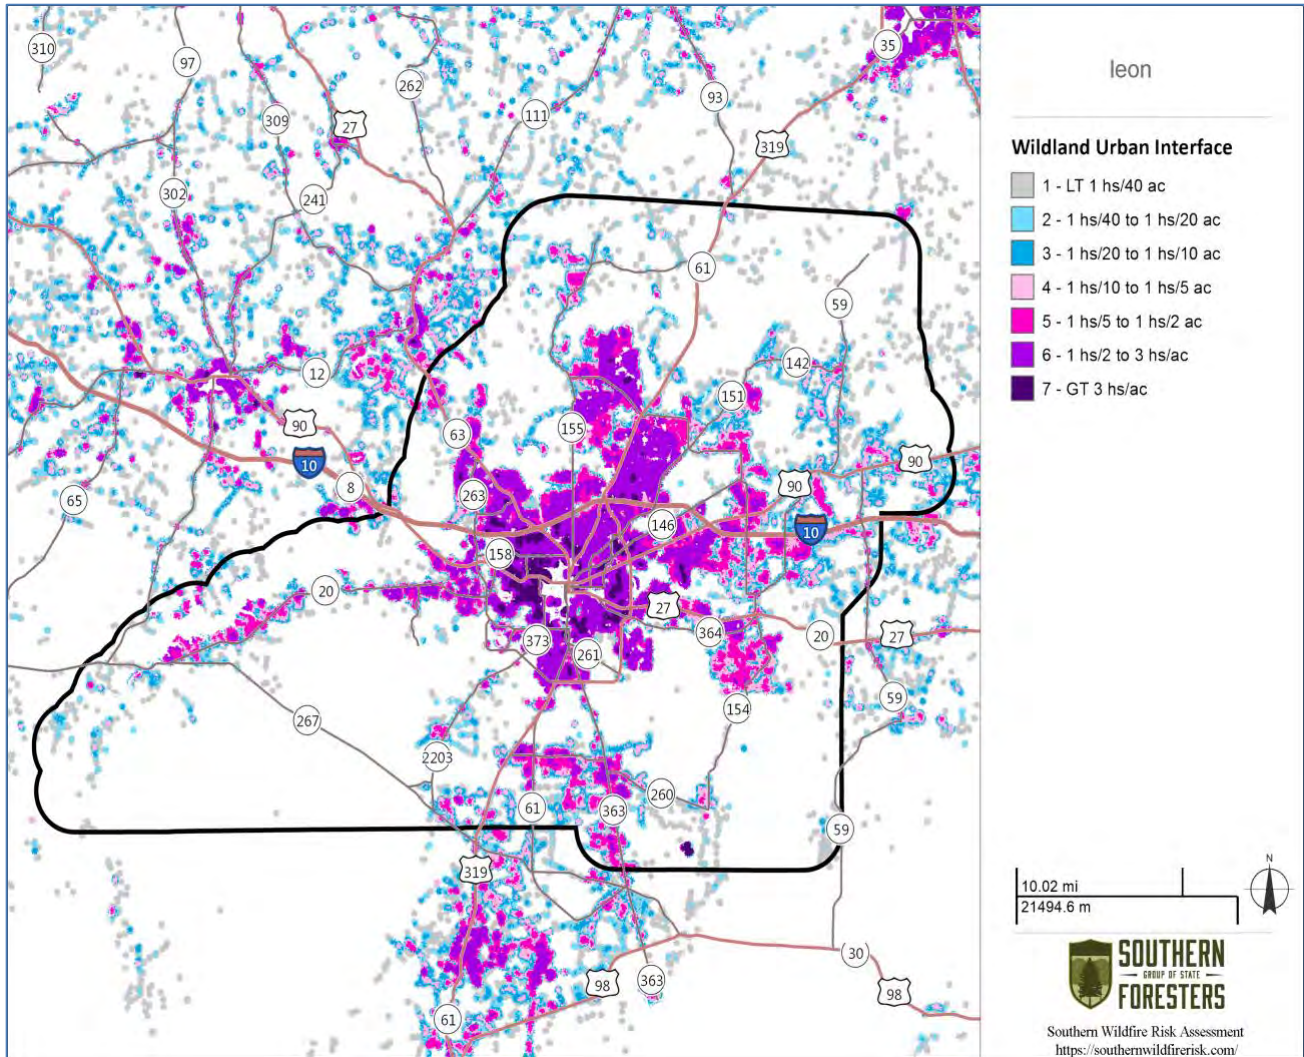 leon
Wildland Urban Interface
1 - LT 1 hs/40 ac
2 - 1 hs/40 to 1 hs/20 ac
3 - 1 hs/20 to 1 hs/10 ac
4 - 1 hs/10 to 1 hs/5 ac
5 - 1 hs/5 to 1 hs/2 ac
6 - 1 hs/2 to 3 hs/ac
7 - GT 3 hs/ac
310
97
262
309
27
111
93
35
319
302
241
61
59
12
142
151
90
63
155
10
8
65
263
90
90
146
10
158
20
27
373
364
20
27
261
59
154
267
2203
260
61
363
59
319
30
98
363
98
61
N
10.02 mi
21494.6 m
SOUTHERN
GROUP OF STATE
FORESTERS
Southern Wildfire Risk Assessment
https://southernwildfirerisk.com/